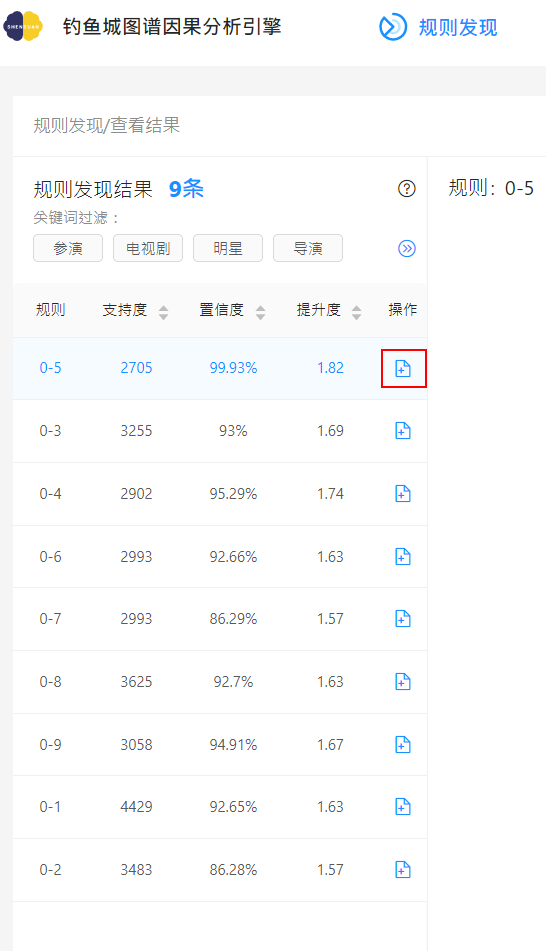 SHENYUAN
钓鱼城图谱因果分析引擎
规则发现
规则发现/查看结果
规则发现结果 9条
规则：0-5
关键词过滤：
参演 电视剧 明星 导演
规则 支持度 置信度 提升度 操作
0-5 2705 99.93% 1.82
0-3 3255 93% 1.69
0-4 2902 95.29% 1.74
0-6 2993 92.66% 1.63
0-7 2993 86.29% 1.57
0-8 3625 92.7% 1.63
0-9 3058 94.91% 1.67
0-1 4429 92.65% 1.63
0-2 3483 86.28% 1.57